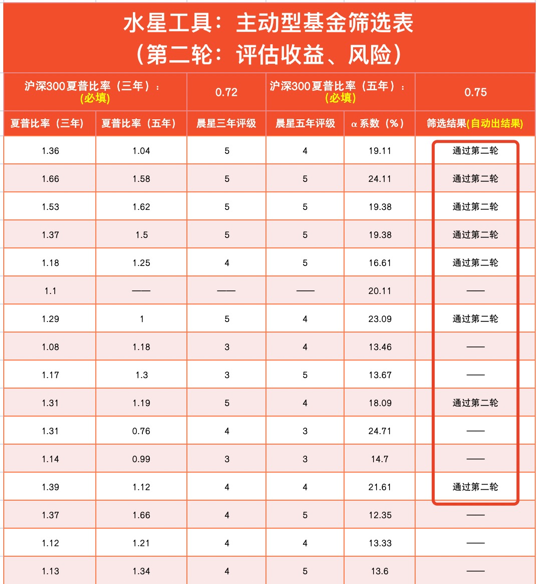 水星工具：主动型基金筛选表
（第二轮：评估收益、风险）
沪深300夏普比率（三年）： 0.72 沪深300夏普比率（五年）： 0.75
(必填) (必填)
夏普比率（三年) 夏普比率（五年) 晨星三年评级 晨星五年评级 α系数（%） 筛选结果(自动出结果)
1.36 1.04 5 4 19.11 通过第二轮
1.66 1.58 5 5 24.11 通过第二轮
1.53 1.62 5 5 19.38 通过第二轮
1.37 1.5 5 5 19.38 通过第二轮
1.18 1.25 4 5 16.61 通过第二轮
1.1 —— —— —— 20.11 ——
1.29 1 5 4 23.09 通过第二轮
1.08 1.18 3 4 13.46 ——
1.17 1.3 3 5 13.67 ——
1.31 1.19 5 4 18.09 通过第二轮
1.31 0.76 4 3 24.71 ——
1.14 0.99 3 3 14.7 ——
1.39 1.12 4 4 21.61 通过第二轮
1.37 1.66 4 5 12.35 ——
1.12 1.21 4 4 13.33 ——
1.13 1.34 4 5 13.6 ——